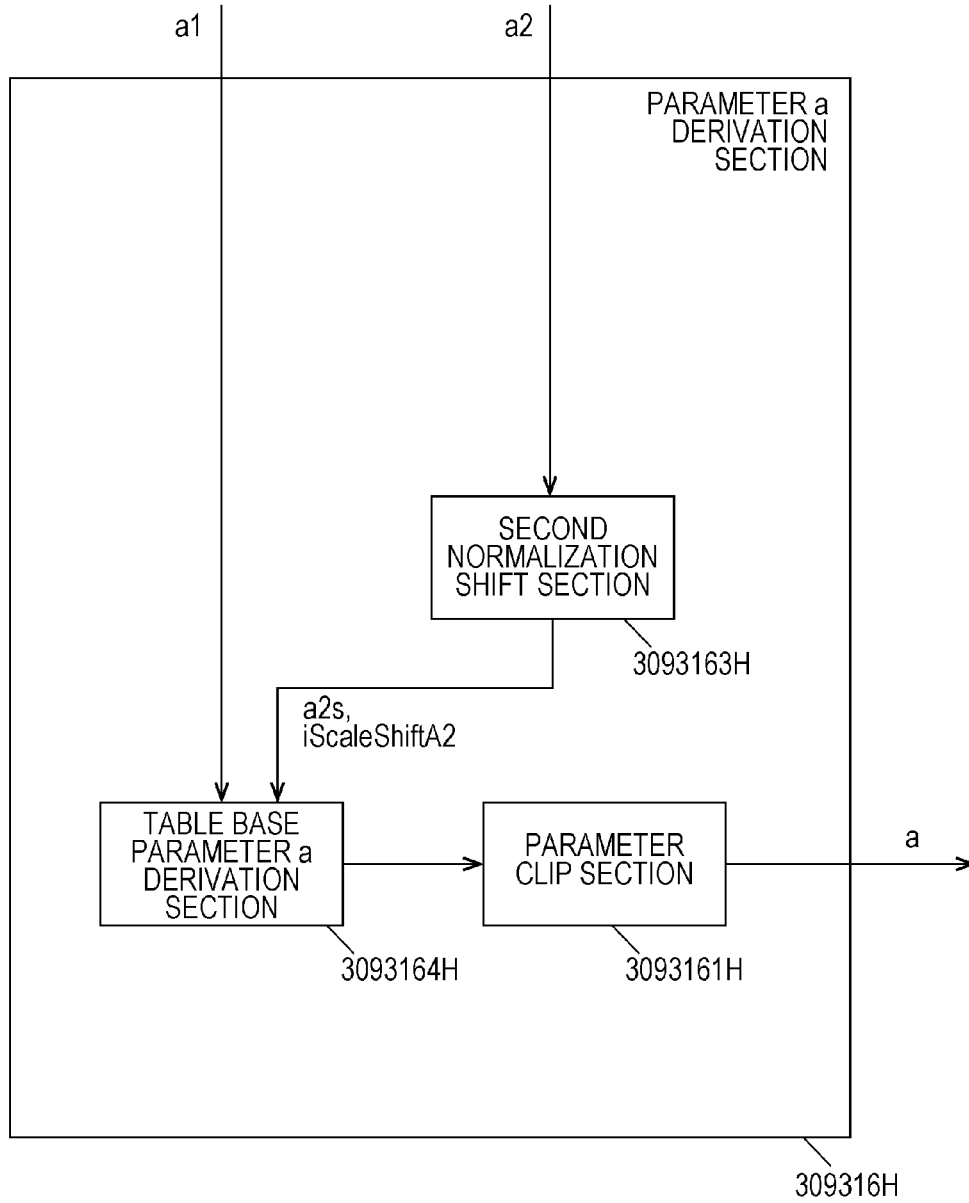 a1
a2
PARAMETER a
DERIVATION
SECTION
SECOND
NORMALIZATION
SHIFT SECTION
3093163H
a2s,
iScaleShiftA2
TABLE BASE
PARAMETER a
DERIVATION
SECTION
3093164H
PARAMETER
CLIP SECTION
3093161H
a
309316H